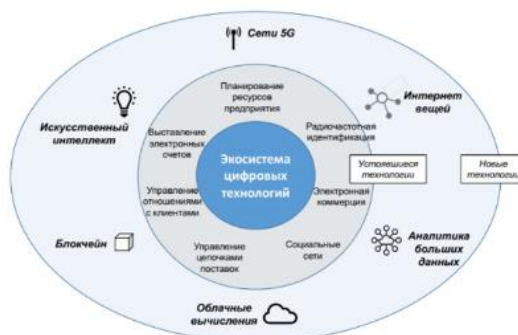 Сети 5G
Планирование
ресурсов
предприятия
Интернет
вещей
Искусственный
интеллект
Выставление
электронных
счетов
Радиочастотная
идентификация
Экосистема
цифровых
технологий
Устоявшиеся
технологии
Новые
технологии
Управление
отношениями
с клиентами
Электронная
коммерция
Блокчейн
Управление
цепочками
поставок
Социальные
сети
Аналитика
больших
данных
Облачные
вычисления